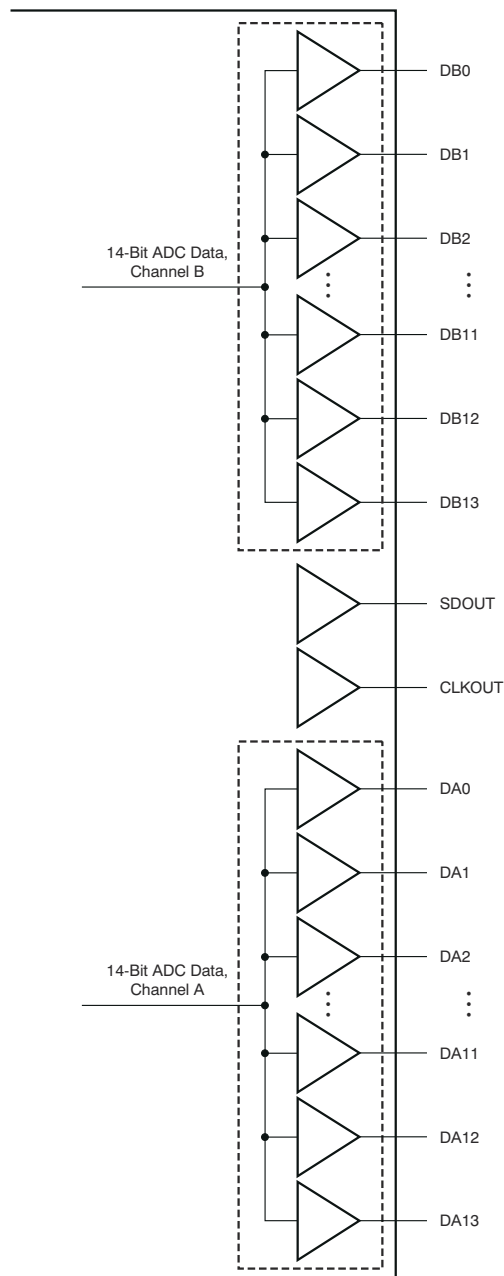 DB0
DB1
DB2
14-Bit ADC Data,
Channel B
DB11
DB12
DB13
SDOUT
CLKOUT
DA0
DA1
DA2
14-Bit ADC Data,
Channel A
DA11
DA12
DA13